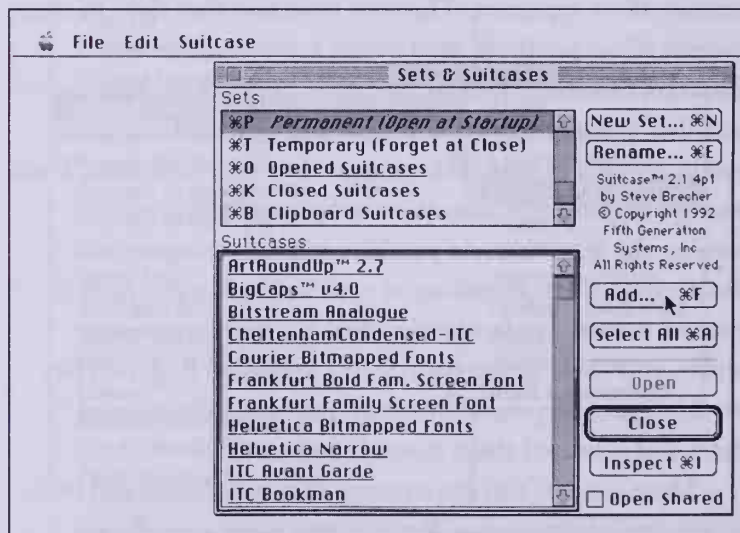 File Edit Suitcase
Sets & Suitcases
Sets
⌘P Permanent (Open at Startup)
⌘T Temporary (Forget at Close)
⌘O Opened Suitcases
⌘K Closed Suitcases
⌘B Clipboard Suitcases
New Set... ⌘N
Rename... ⌘E
Suitcase™ 2.1.4p1
by Steve Brecher
© Copyright 1992
Fifth Generation
Systems, Inc
All Rights Reserved
Suitcases
ArtRoundUp™ 2.7
BigCaps™ v4.0
Bitstream Analogue
CheltenhamCondensed-ITC
Courier Bitmapped Fonts
Frankfurt Bold Fam. Screen Font
Frankfurt Family Screen Font
Helvetica Bitmapped Fonts
Helvetica Narrow
ITC Avant Garde
ITC Bookman
Add... ⌘F
Select All ⌘A
Open
Close
Inspect ⌘I
Open Shared